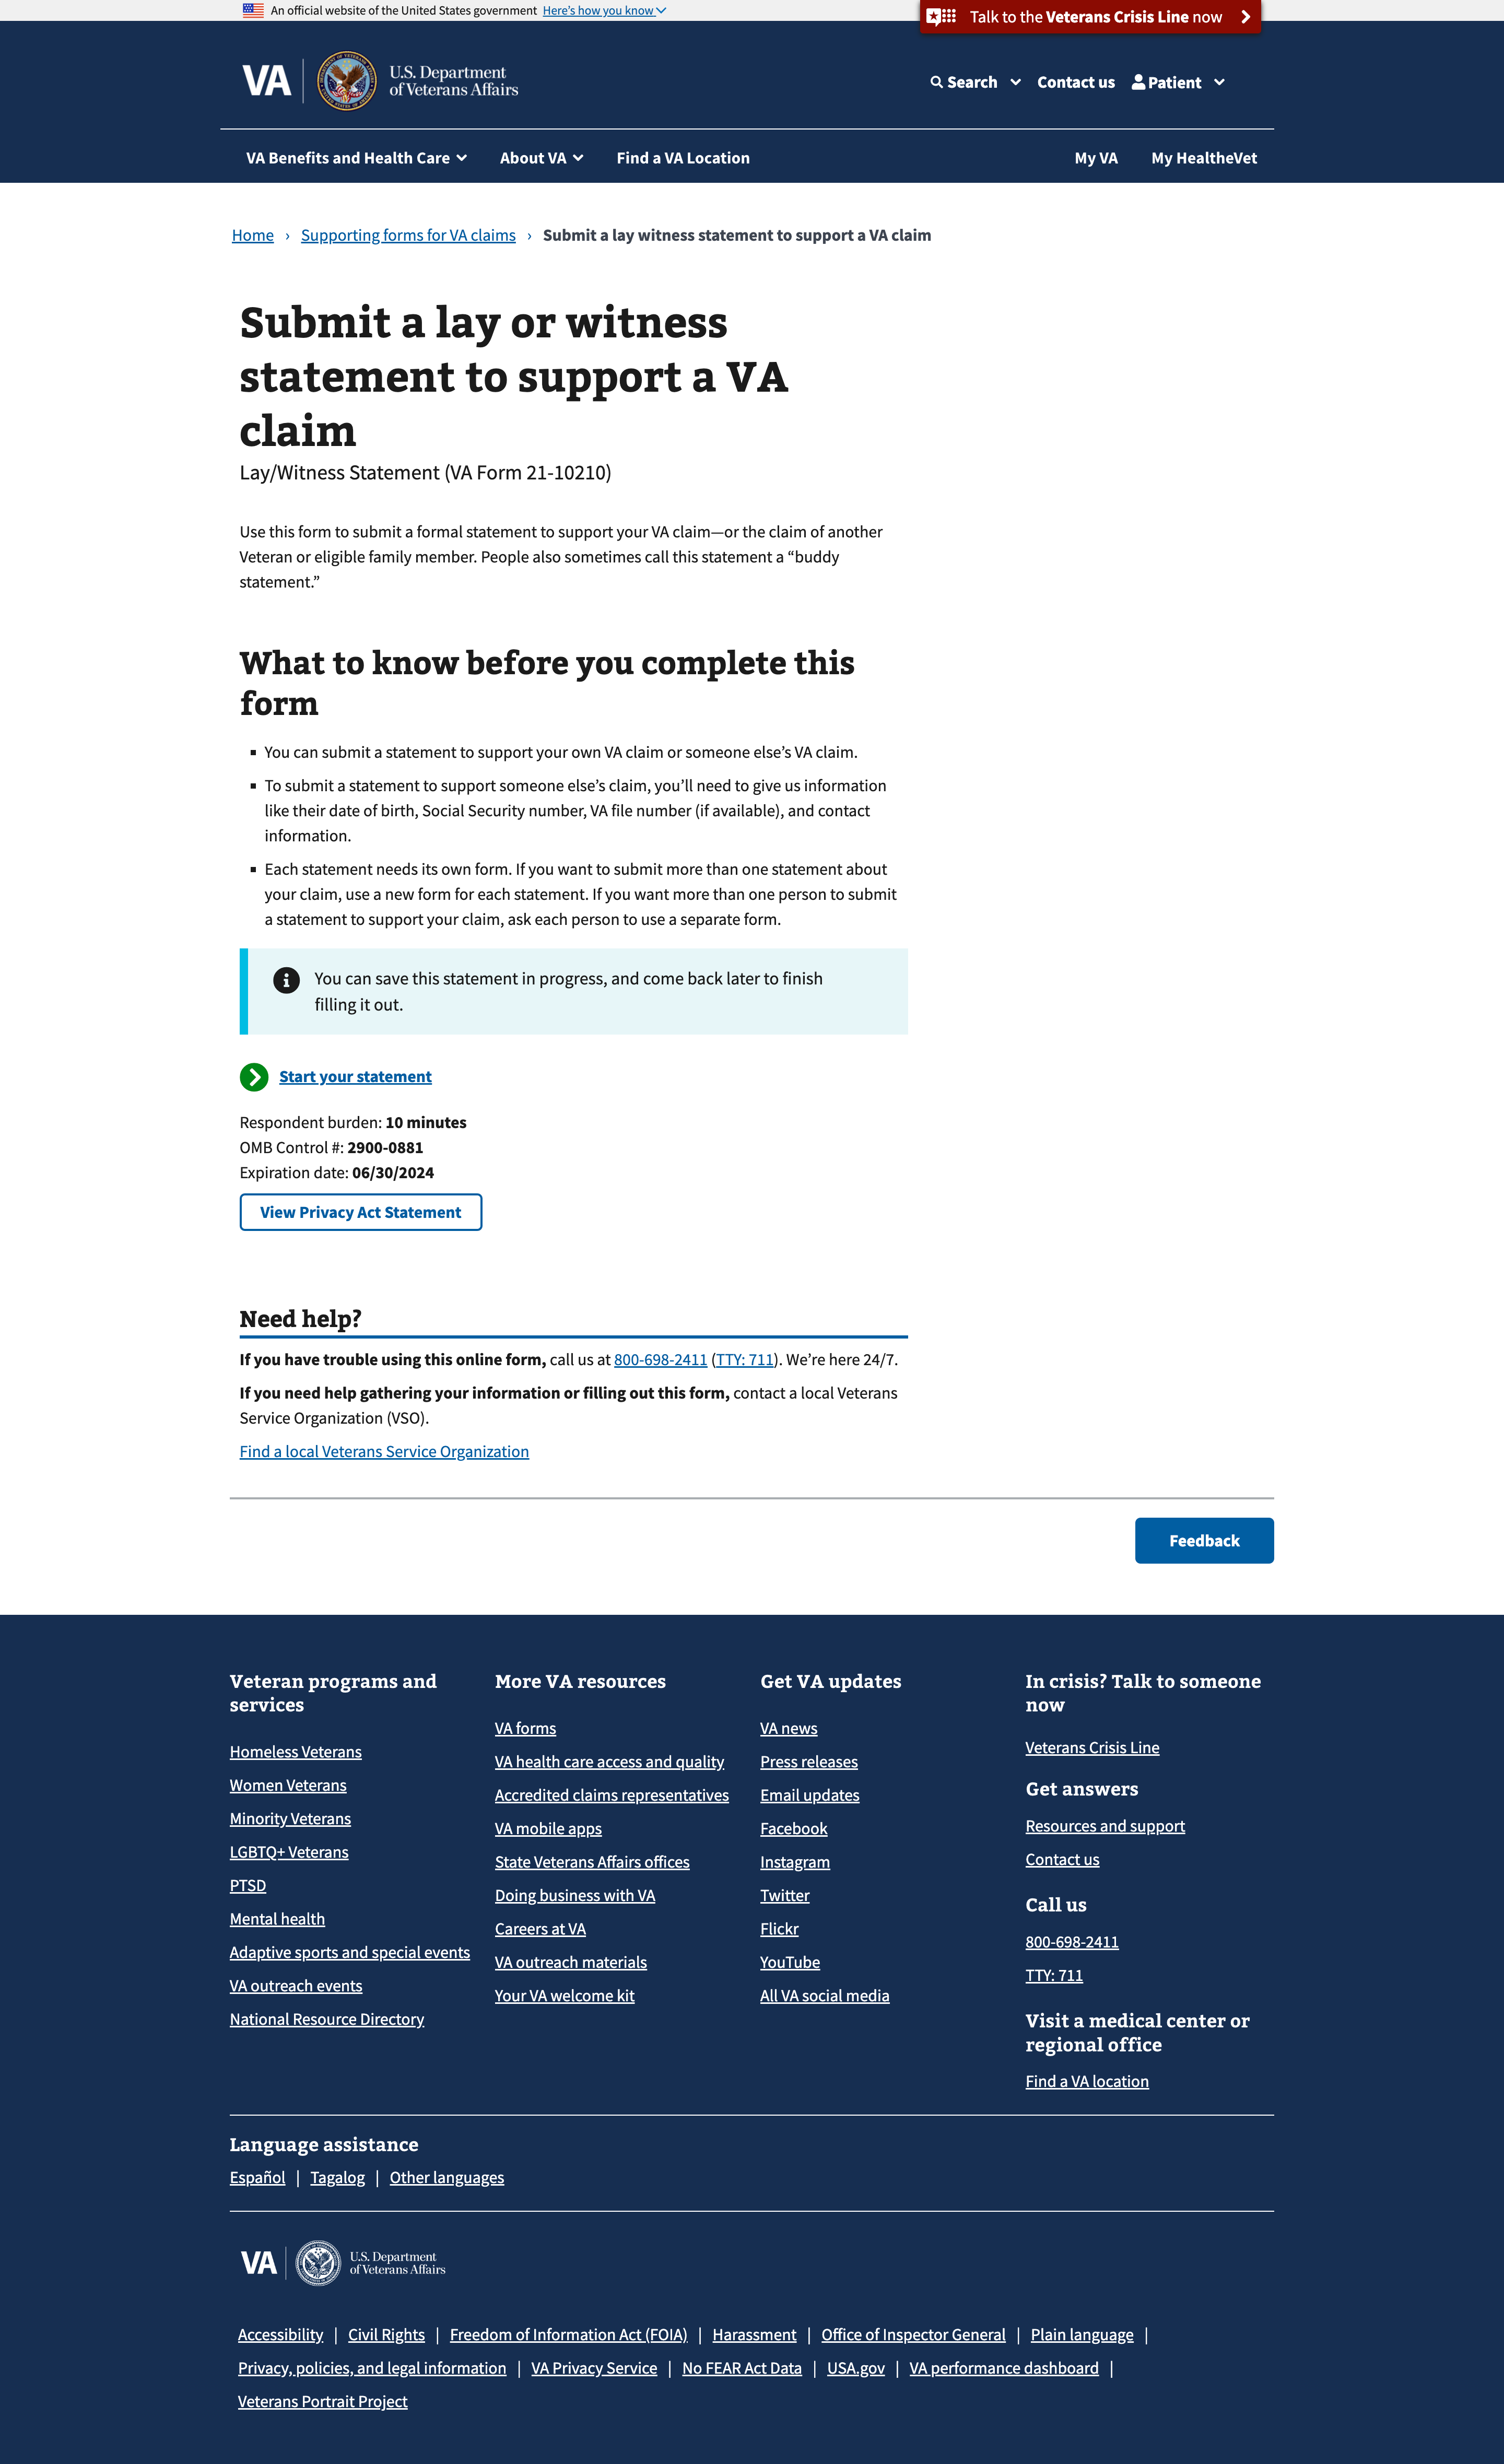 An official website of the United States government Here's how you know
Talk to the Veterans Crisis Line now
VA
U.S. Department
of Veterans Affairs
Search
Contact us
Patient
VA Benefits and Health Care
About VA
Find a VA Location
My VA
My HealtheVet
Home › Supporting forms for VA claims › Submit a lay witness statement to support a VA claim
Submit a lay or witness
statement to support a VA
claim
Lay/Witness Statement (VA Form 21-10210)
Use this form to submit a formal statement to support your VA claim—or the claim of another
Veteran or eligible family member. People also sometimes call this statement a “buddy
statement.”
What to know before you complete this
form
You can submit a statement to support your own VA claim or someone else’s VA claim.
To submit a statement to support someone else’s claim, you’ll need to give us information
like their date of birth, Social Security number, VA file number (if available), and contact
information.
Each statement needs its own form. If you want to submit more than one statement about
your claim, use a new form for each statement. If you want more than one person to submit
a statement to support your claim, ask each person to use a separate form.
You can save this statement in progress, and come back later to finish
filling it out.
Start your statement
Respondent burden: 10 minutes
OMB Control #: 2900-0881
Expiration date: 06/30/2024
View Privacy Act Statement
Need help?
If you have trouble using this online form, call us at 800-698-2411 (TTY: 711). We’re here 24/7.
If you need help gathering your information or filling out this form, contact a local Veterans
Service Organization (VSO).
Find a local Veterans Service Organization
Feedback
Veteran programs and
services
Homeless Veterans
Women Veterans
Minority Veterans
LGBTQ+ Veterans
PTSD
Mental health
Adaptive sports and special events
VA outreach events
National Resource Directory
More VA resources
VA forms
VA health care access and quality
Accredited claims representatives
VA mobile apps
State Veterans Affairs offices
Doing business with VA
Careers at VA
VA outreach materials
Your VA welcome kit
Get VA updates
VA news
Press releases
Email updates
Facebook
Instagram
Twitter
Flickr
YouTube
All VA social media
In crisis? Talk to someone
now
Veterans Crisis Line
Get answers
Resources and support
Contact us
Call us
800-698-2411
TTY: 711
Visit a medical center or
regional office
Find a VA location
Language assistance
Español | Tagalog | Other languages
VA
U.S. Department
of Veterans Affairs
Accessibility | Civil Rights | Freedom of Information Act (FOIA) | Harassment | Office of Inspector General | Plain language |
Privacy, policies, and legal information | VA Privacy Service | No FEAR Act Data | USA.gov | VA performance dashboard |
Veterans Portrait Project